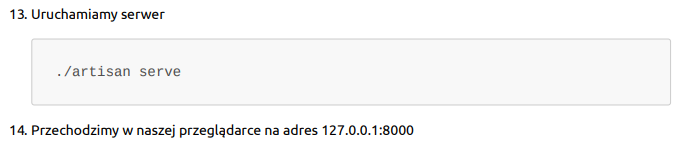 13. Uruchamiamy serwer
./artisan serve
14. Przechodzimy w naszej przeglądarce na adres 127.0.0.1:8000